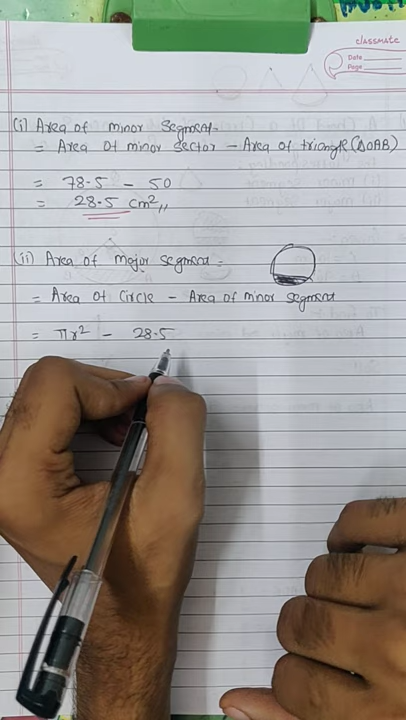 classmate
Date
Page
(i) Area of minor segment-
= Area of minor sector - Area of triangle (ΔOAB)
= 78.5 - 50
= 28.5 cm²,,
(ii) Area of major segment =
= Area of circle - Area of minor segment
= πr² - 28.5